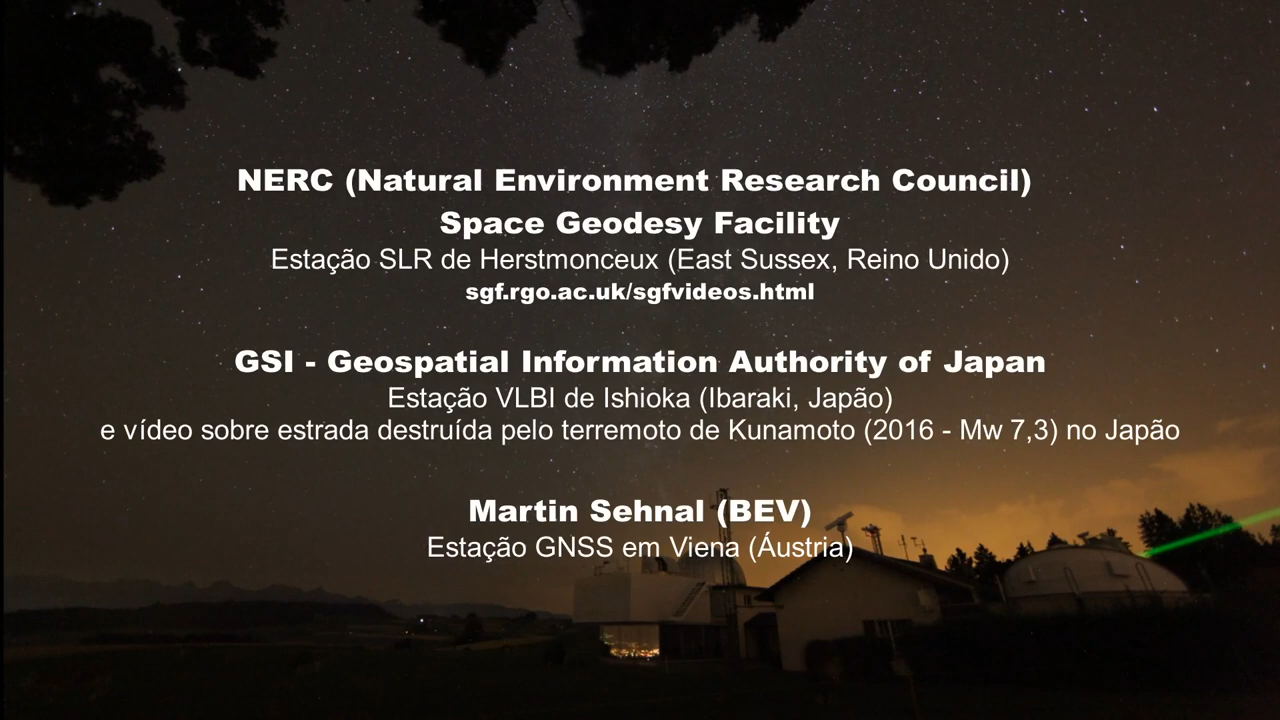 NERC (Natural Environment Research Council)
Space Geodesy Facility
Estação SLR de Herstmonceux (East Sussex, Reino Unido)
sgf.rgo.ac.uk/sgfvideos.html
GSI - Geospatial Information Authority of Japan
Estação VLBI de Ishioka (Ibaraki, Japão)
e vídeo sobre estrada destruída pelo terremoto de Kunamoto (2016 - Mw 7,3) no Japão
Martin Sehnal (BEV)
Estação GNSS em Viena (Áustria)